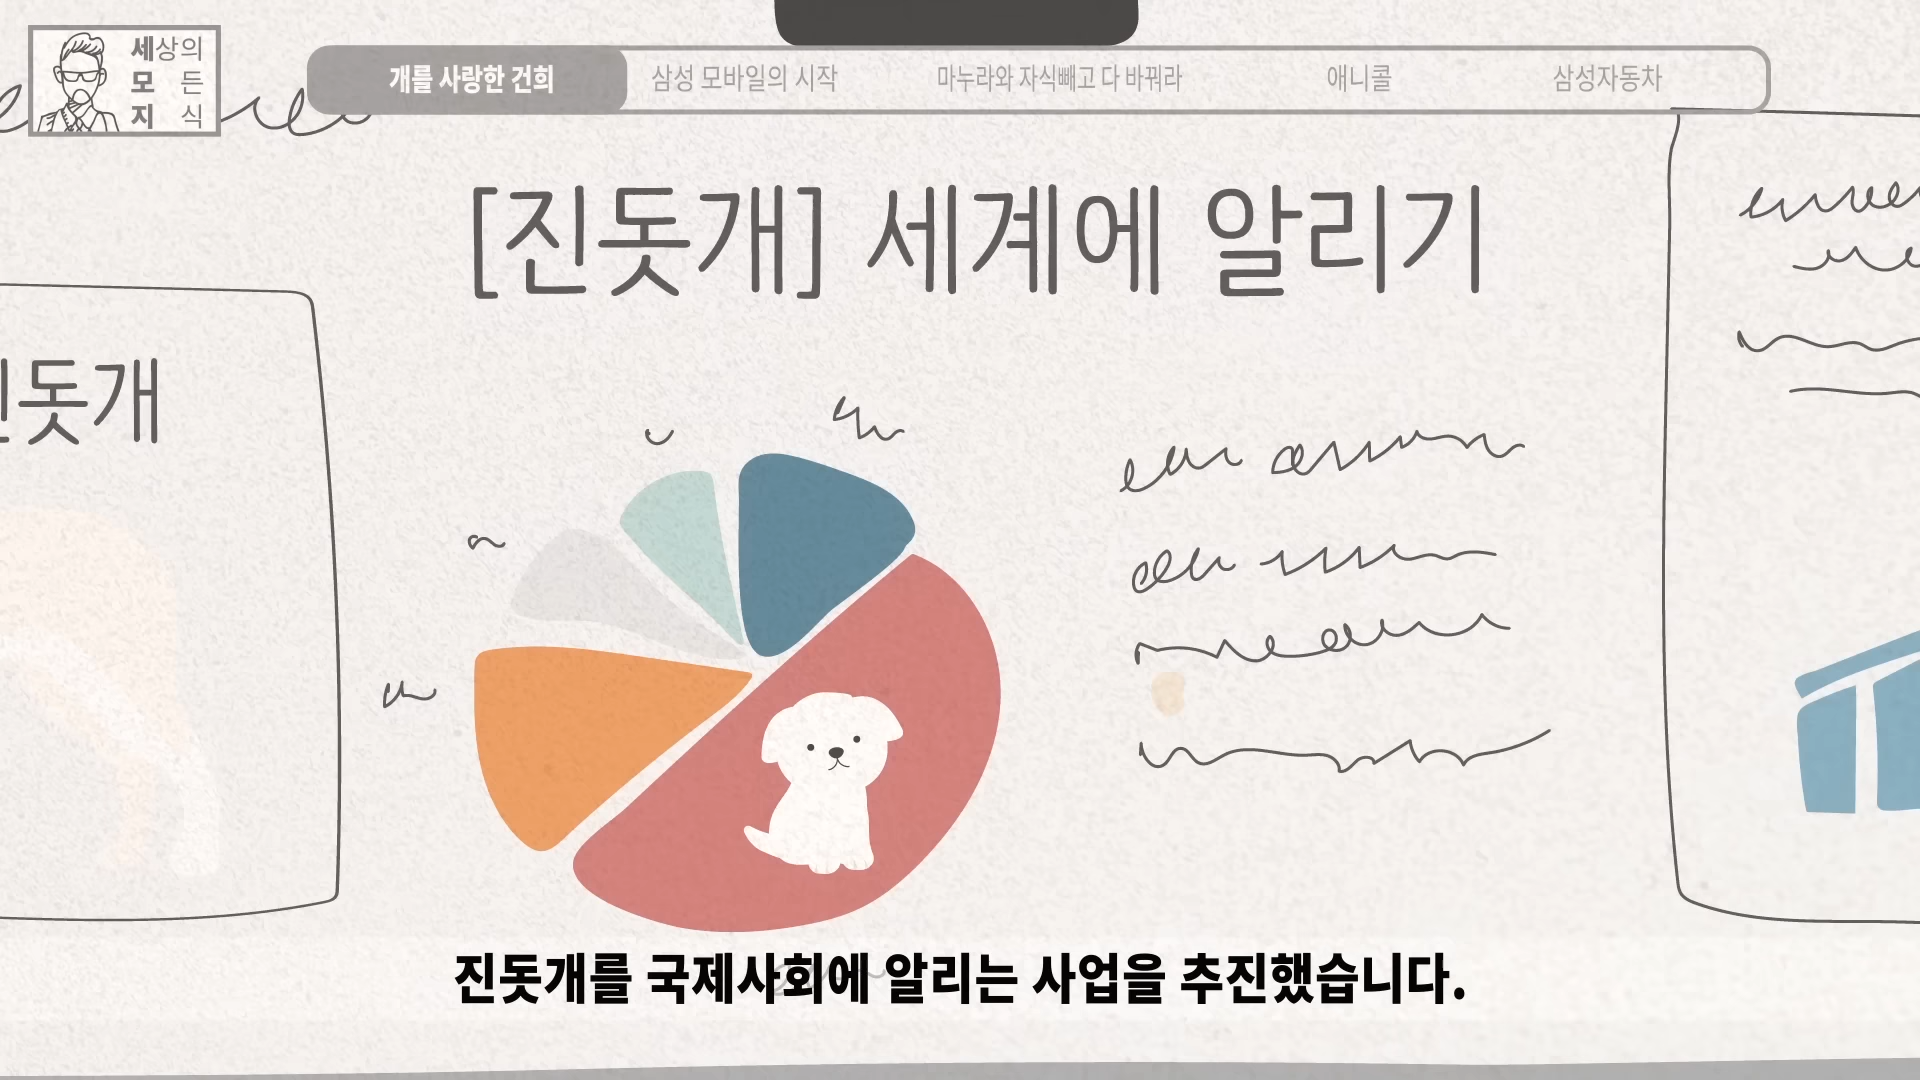 세상의
모든
지식
개를 사랑한 건희
삼성 모바일의 시작
마누라와 자식빼고 다 바꿔라
애니콜
삼성자동차
[진돗개] 세계에 알리기
진돗개
진돗개를 국제사회에 알리는 사업을 추진했습니다.